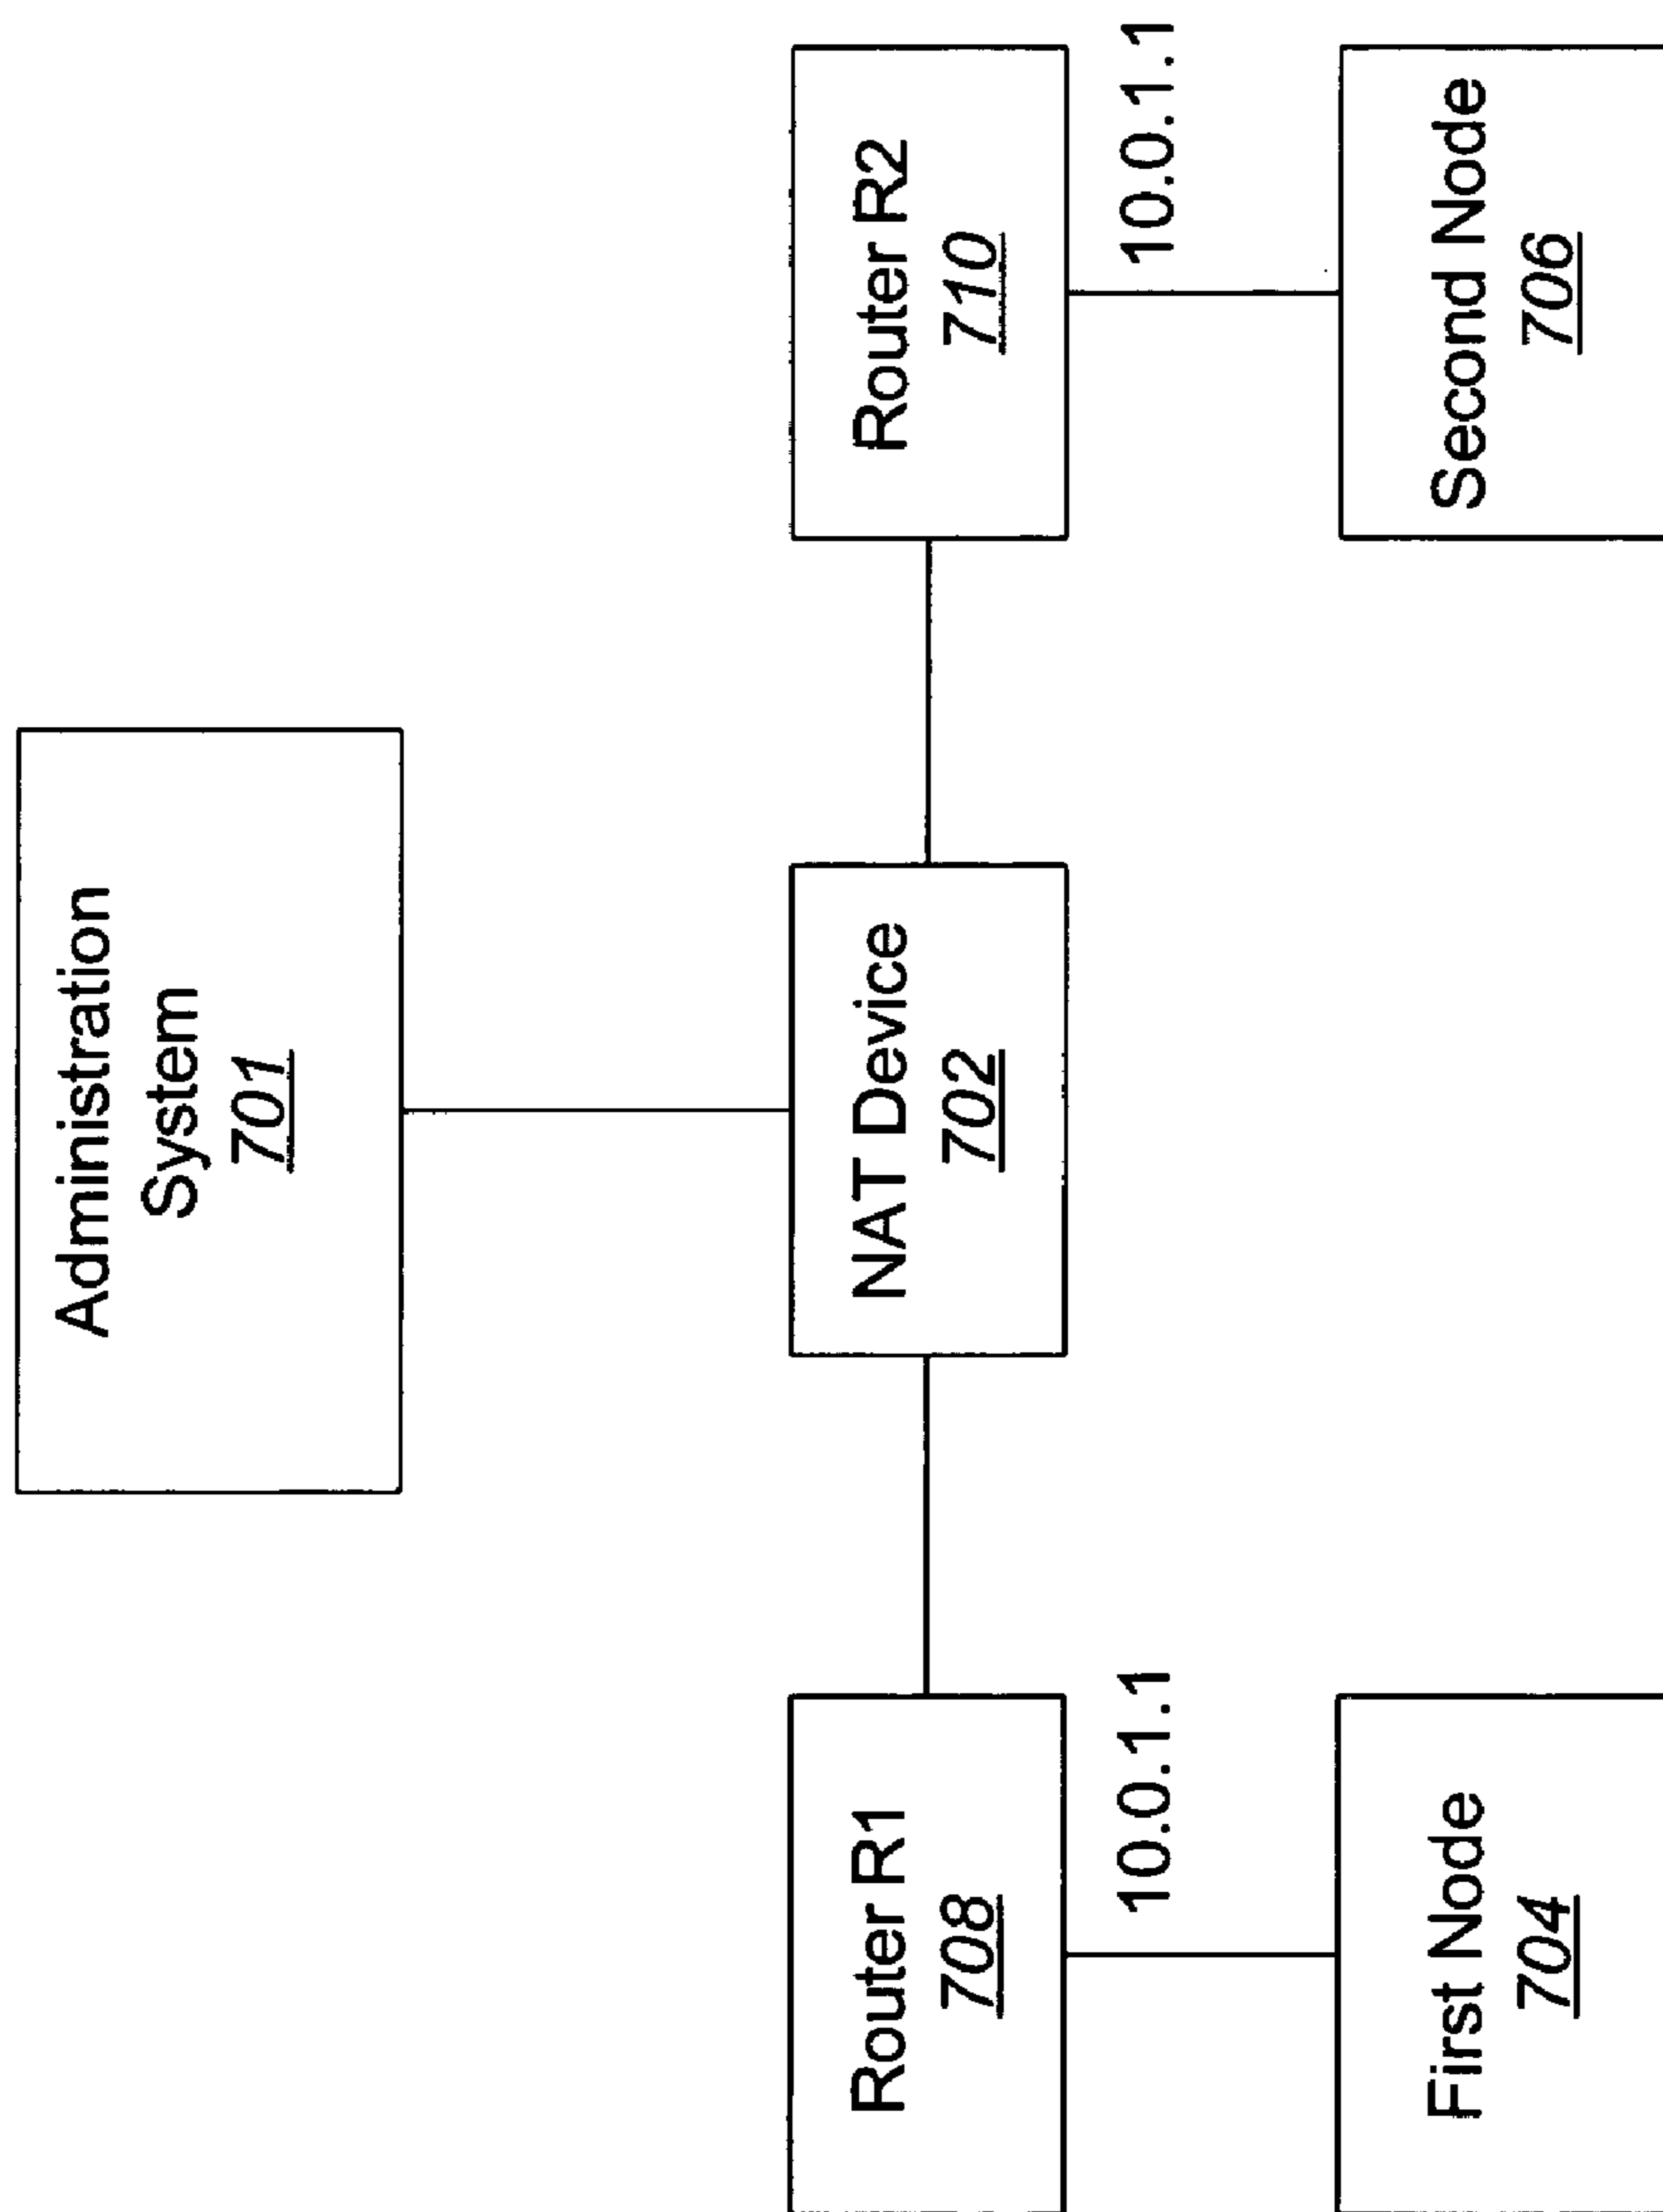 Administration
System
701
Router R1
708
NAT Device
702
Router R2
710
10.0.1.1
10.0.1.1
First Node
704
Second Node
706